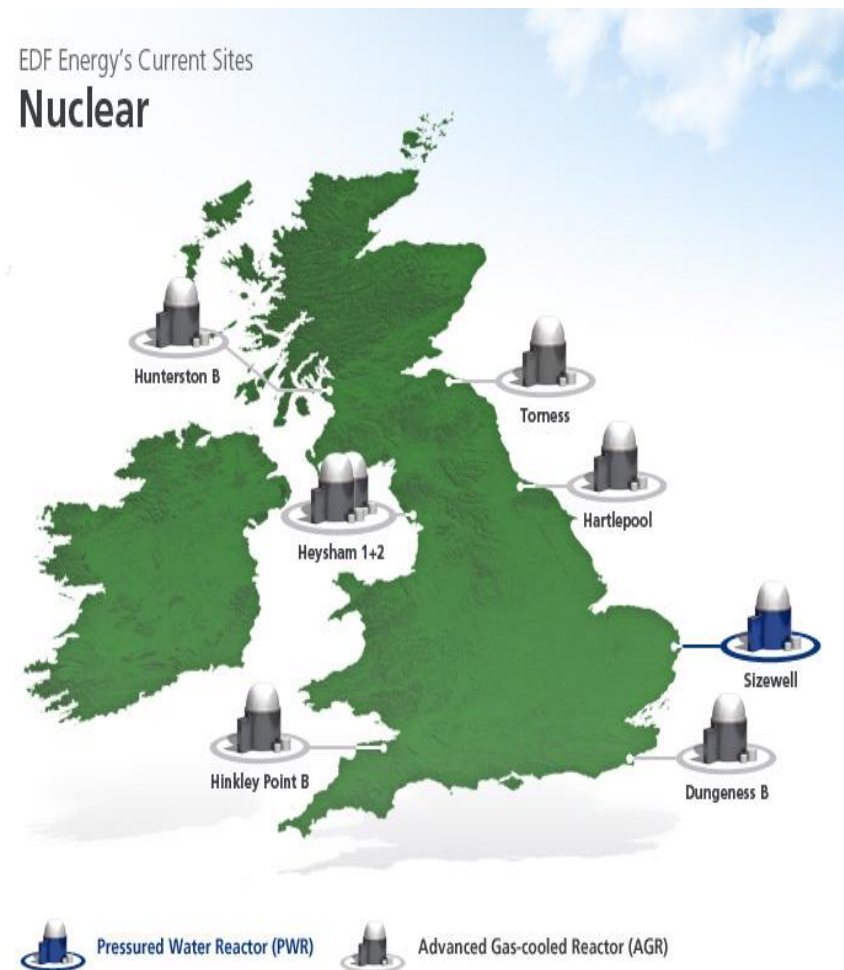 EDF Energy's Current Sites
Nuclear
Hunterston B
Torness
Hartlepool
Heysham 1+2
Sizewell
Hinkley Point B
Dungeness B
Pressured Water Reactor (PWR)
Advanced Gas-cooled Reactor (AGR)